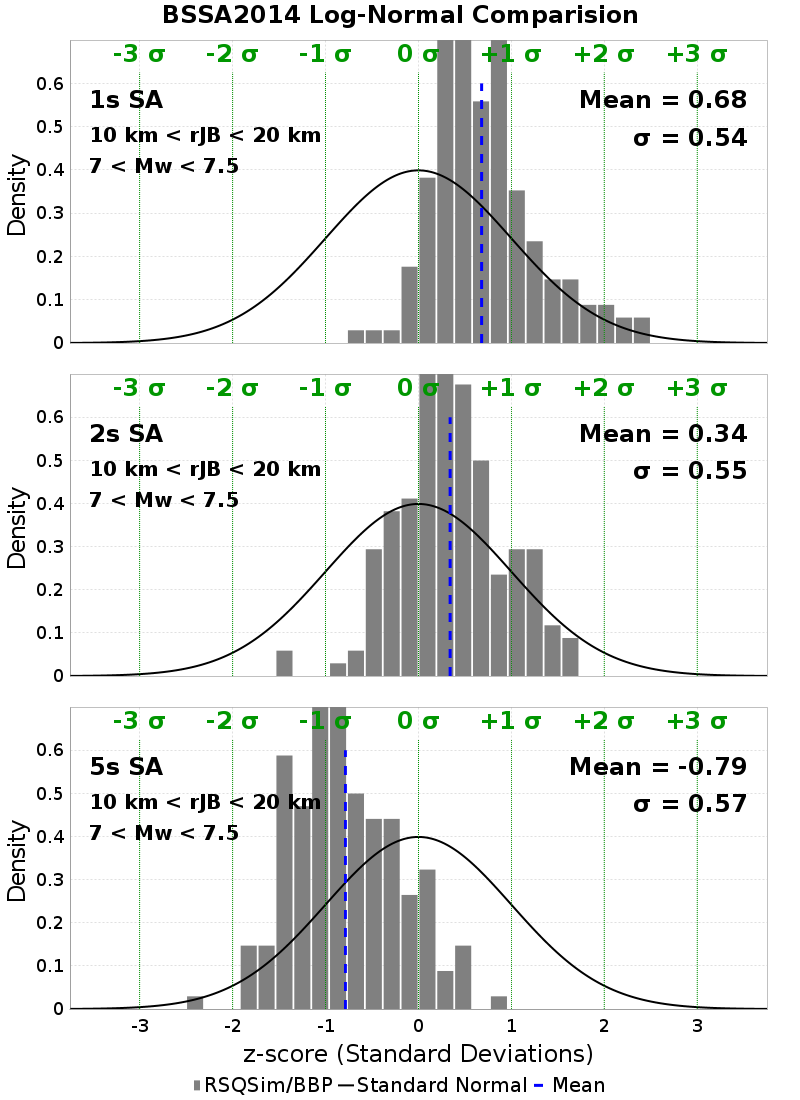 BSSA2014 Log-Normal Comparision
-3 σ -2 σ -1 σ 0 σ +1 σ +2 σ +3 σ
0.6
1s SA Mean = 0.68
0.5
10 km < rJB < 20 km σ = 0.54
7 < Mw < 7.5
0.4
0.3
0.2
0.1
0
Density
-3 σ -2 σ -1 σ 0 σ +1 σ +2 σ +3 σ
0.6
2s SA Mean = 0.34
0.5
10 km < rJB < 20 km σ = 0.55
7 < Mw < 7.5
0.4
0.3
0.2
0.1
0
Density
-3 σ -2 σ -1 σ 0 σ +1 σ +2 σ +3 σ
0.6
5s SA Mean = -0.79
0.5
10 km < rJB < 20 km σ = 0.57
7 < Mw < 7.5
0.4
0.3
0.2
0.1
0
Density
-3 -2 -1 0 1 2 3
z-score (Standard Deviations)
RSQSim/BBP Standard Normal Mean